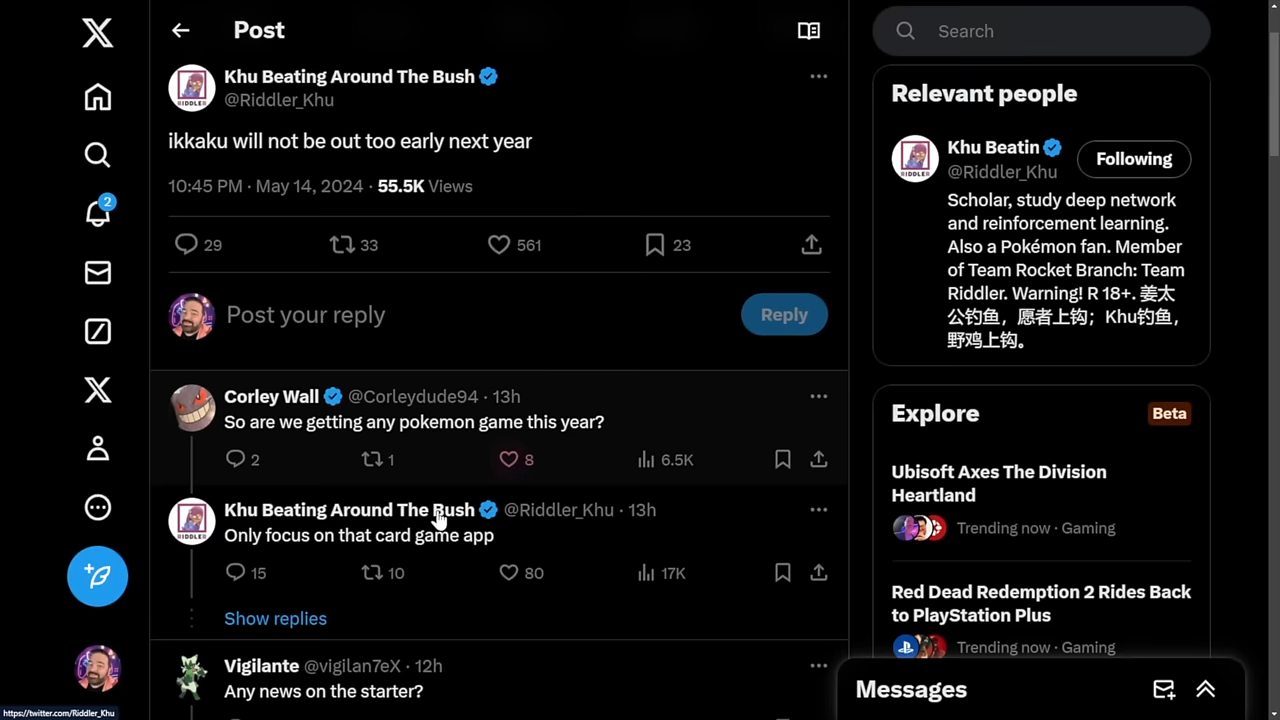 Post
Search
Khu Beating Around The Bush
@Riddler_Khu
ikkaku will not be out too early next year
10:45 PM · May 14, 2024 · 55.5K Views
29 33 561 23
Post your reply
Reply
Corley Wall @Corleydude94 · 13h
So are we getting any pokemon game this year?
2 1 8 6.5K
Khu Beating Around The Bush @Riddler_Khu · 13h
Only focus on that card game app
15 10 80 17K
Show replies
Vigilante @vigilan7eX · 12h
Any news on the starter?
2
Relevant people
Khu Beatin
@Riddler_Khu
Following
Scholar, study deep network
and reinforcement learning.
Also a Pokémon fan. Member
of Team Rocket Branch: Team
Riddler. Warning! R 18+. 姜太
公钓鱼，愿者上钩；Khu钓鱼，
野鸡上钩。
Explore
Beta
Ubisoft Axes The Division
Heartland
Trending now · Gaming
Red Dead Redemption 2 Rides Back
to PlayStation Plus
Trending now · Gaming
Messages
https://twitter.com/Riddler_Khu